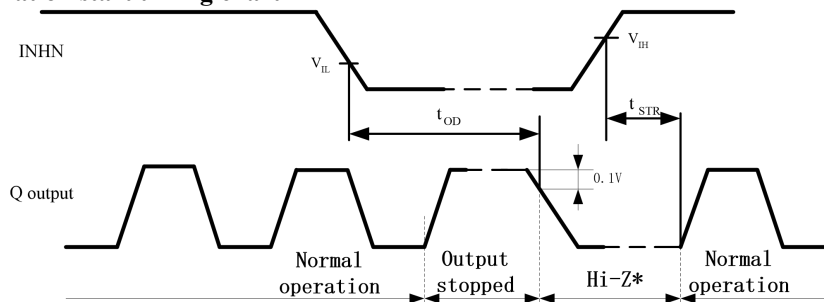 INHN
V_IL
V_IH
t_OD
t_STR
0.1V
Q output
Normal operation
Output stopped
Hi-Z*
Normal operation